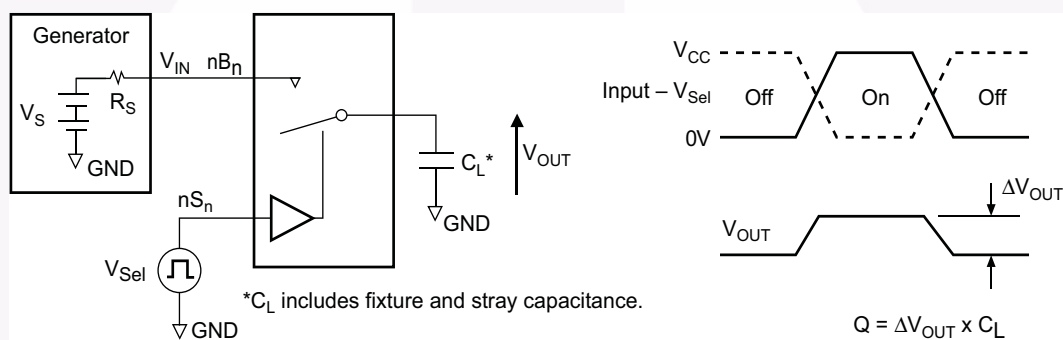 Generator
V_IN
nB_n
R_S
V_S
GND
C_L*
V_OUT
GND
nS_n
V_Sel
GND
*C_L includes fixture and stray capacitance.
V_CC
Input – V_Sel
Off
On
Off
0V
ΔV_OUT
V_OUT
Q = ΔV_OUT x C_L